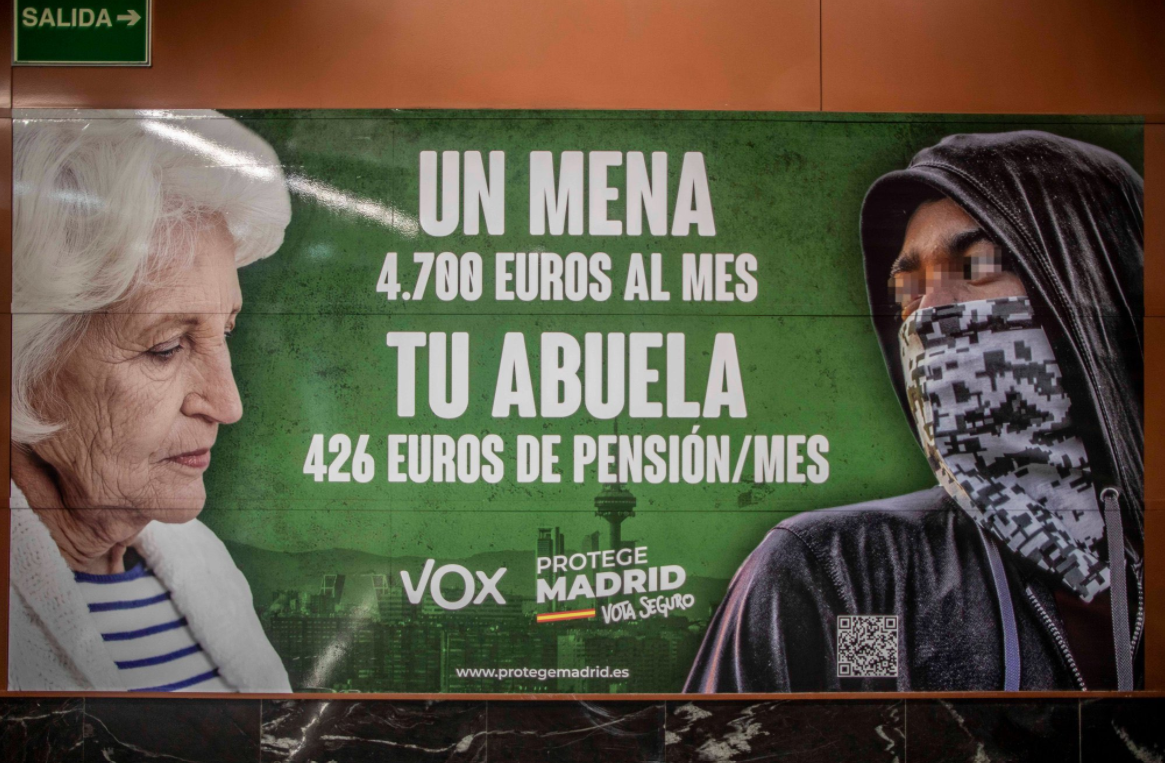 SALIDA
UN MENA
4.700 EUROS AL MES
TU ABUELA
426 EUROS DE PENSIÓN/MES
VOX
PROTEGE
MADRID
VOTA SEGURO
www.protegemadrid.es